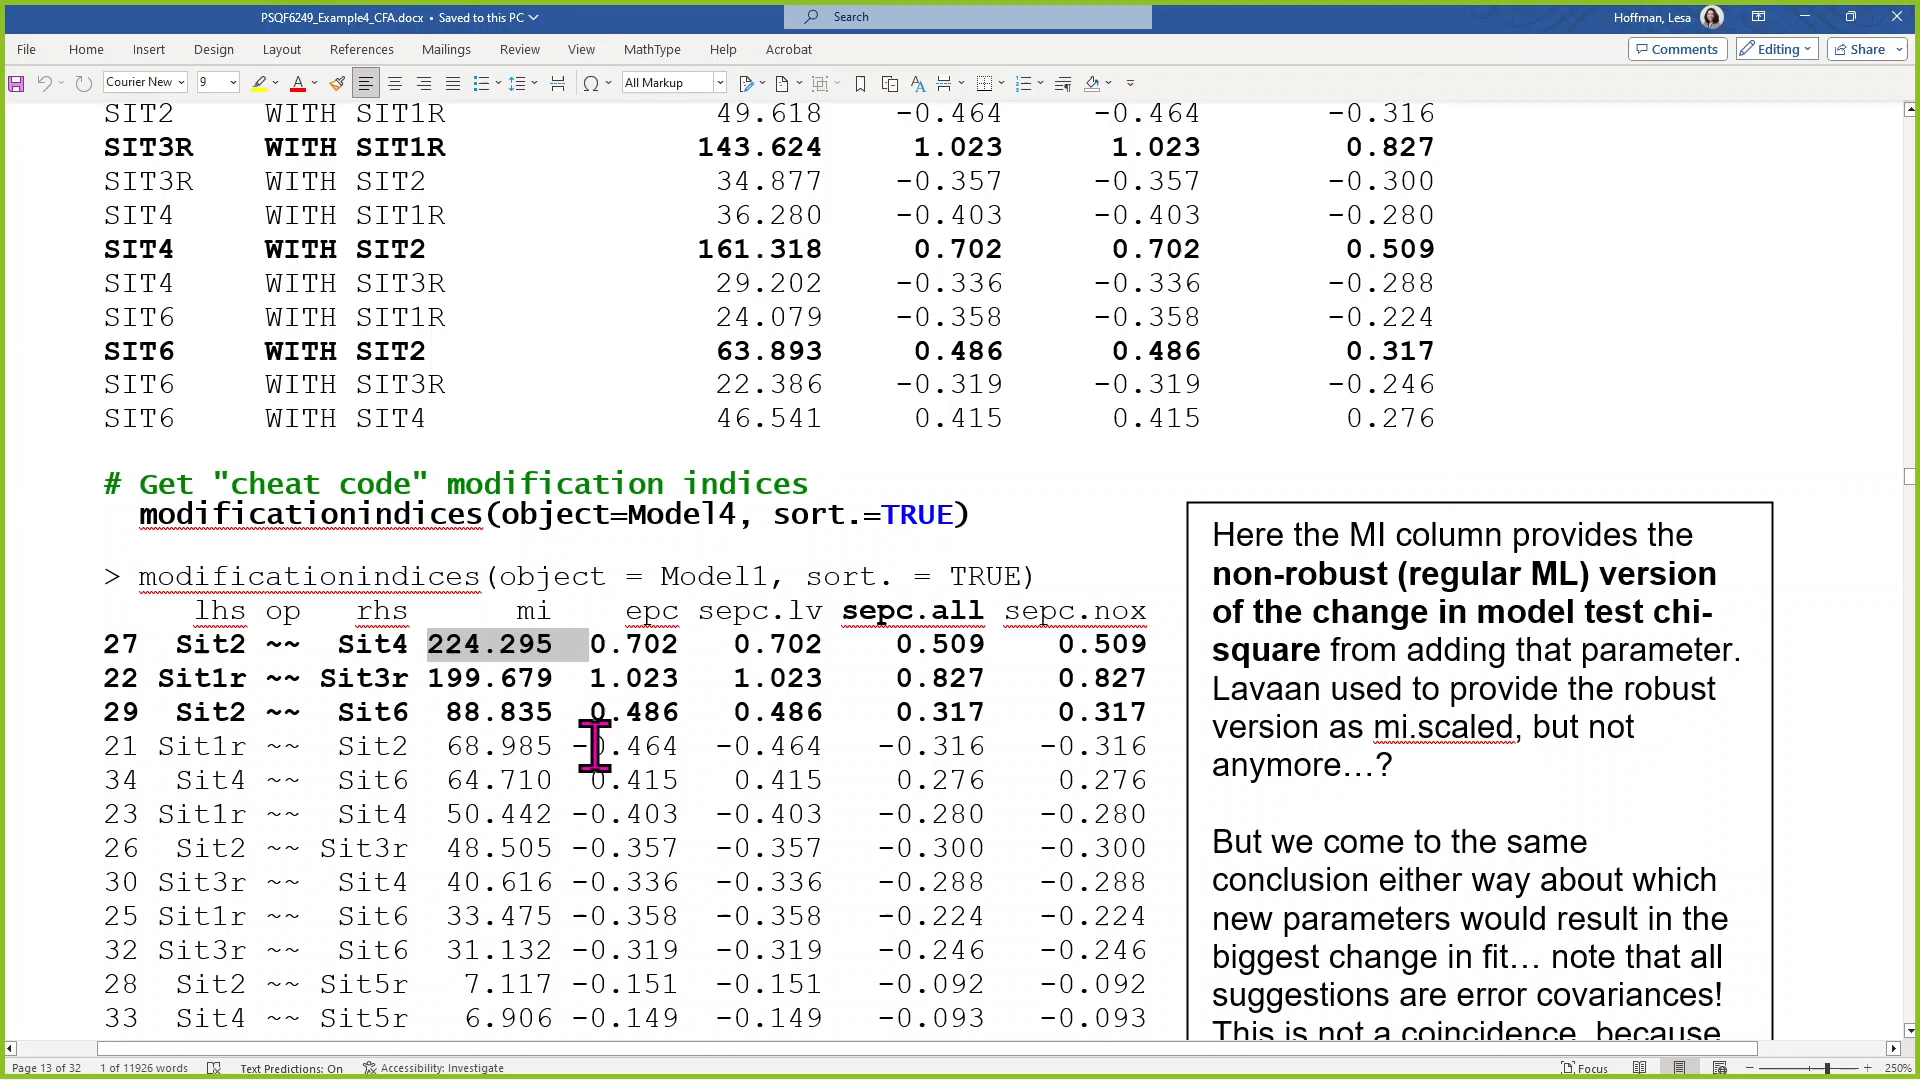 PSQF6249_Example4_CFA.docx • Saved to this PC
Search
Hoffman, Lesa
File Home Insert Design Layout References Mailings Review View MathType Help Acrobat
Comments Editing Share
Courier New 9 All Markup
SIT2 WITH SIT1R 49.618 -0.464 -0.464 -0.316
SIT3R WITH SIT1R 143.624 1.023 1.023 0.827
SIT3R WITH SIT2 34.877 -0.357 -0.357 -0.300
SIT4 WITH SIT1R 36.280 -0.403 -0.403 -0.280
SIT4 WITH SIT2 161.318 0.702 0.702 0.509
SIT4 WITH SIT3R 29.202 -0.336 -0.336 -0.288
SIT6 WITH SIT1R 24.079 -0.358 -0.358 -0.224
SIT6 WITH SIT2 63.893 0.486 0.486 0.317
SIT6 WITH SIT3R 22.386 -0.319 -0.319 -0.246
SIT6 WITH SIT4 46.541 0.415 0.415 0.276
# Get "cheat code" modification indices
modificationindices(object=Model4, sort.=TRUE)
> modificationindices(object = Model1, sort. = TRUE)
lhs op rhs mi epc sepc.lv sepc.all sepc.nox
27 Sit2 ~~ Sit4 224.295 0.702 0.702 0.509 0.509
22 Sit1r ~~ Sit3r 199.679 1.023 1.023 0.827 0.827
29 Sit2 ~~ Sit6 88.835 0.486 0.486 0.317 0.317
21 Sit1r ~~ Sit2 68.985 -0.464 -0.464 -0.316 -0.316
34 Sit4 ~~ Sit6 64.710 0.415 0.415 0.276 0.276
23 Sit1r ~~ Sit4 50.442 -0.403 -0.403 -0.280 -0.280
26 Sit2 ~~ Sit3r 48.505 -0.357 -0.357 -0.300 -0.300
30 Sit3r ~~ Sit4 40.616 -0.336 -0.336 -0.288 -0.288
25 Sit1r ~~ Sit6 33.475 -0.358 -0.358 -0.224 -0.224
32 Sit3r ~~ Sit6 31.132 -0.319 -0.319 -0.246 -0.246
28 Sit2 ~~ Sit5r 7.117 -0.151 -0.151 -0.092 -0.092
33 Sit4 ~~ Sit5r 6.906 -0.149 -0.149 -0.093 -0.093
Here the MI column provides the
non-robust (regular ML) version
of the change in model test chi-
square from adding that parameter.
Lavaan used to provide the robust
version as mi.scaled, but not
anymore…?
But we come to the same
conclusion either way about which
new parameters would result in the
biggest change in fit… note that all
suggestions are error covariances!
This is not a coincidence, because
Page 13 of 32 1 of 11926 words Text Predictions: On Accessibility: Investigate Focus 250%